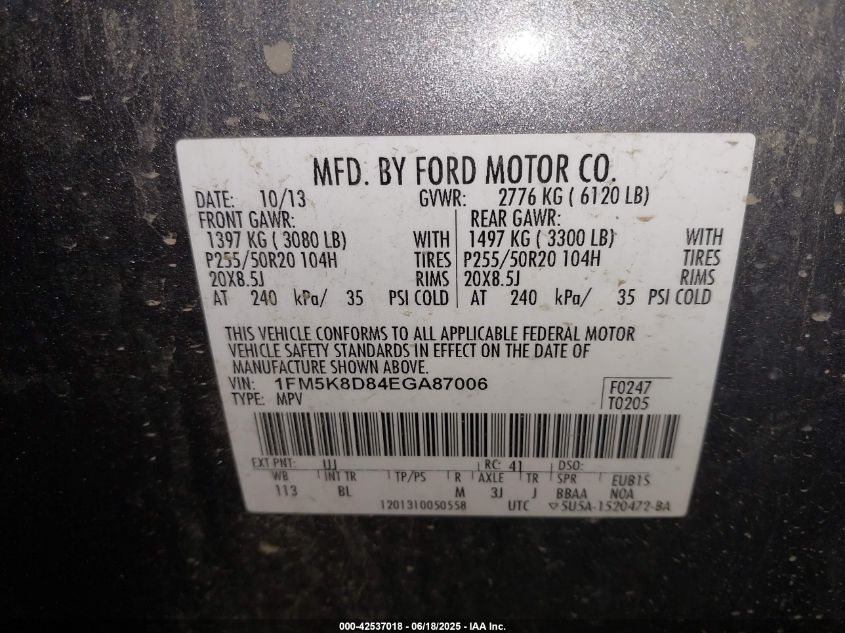 MFD. BY FORD MOTOR CO.
DATE: 10/13 GVWR: 2776 KG ( 6120 LB)
FRONT GAWR: REAR GAWR:
1397 KG ( 3080 LB) WITH 1497 KG ( 3300 LB) WITH
P255/50R20 104H TIRES P255/50R20 104H TIRES
20X8.5J RIMS 20X8.5J RIMS
AT 240 kPa/ 35 PSI COLD AT 240 kPa/ 35 PSI COLD
THIS VEHICLE CONFORMS TO ALL APPLICABLE FEDERAL MOTOR
VEHICLE SAFETY STANDARDS IN EFFECT ON THE DATE OF
MANUFACTURE SHOWN ABOVE.
VIN: 1FM5K8D84EGA87006 F0247
TYPE: MPV T0205
EXT PNT: UJ RC: 41 DSO:
WB INT TR TP/PS R AXLE TR SPR EUB1S
113 BL M 3J J BBAA NOA
1201310050558 UTC ▽ 5U5A-1520472-BA
000-42537018 - 06/18/2025 - IAA Inc.